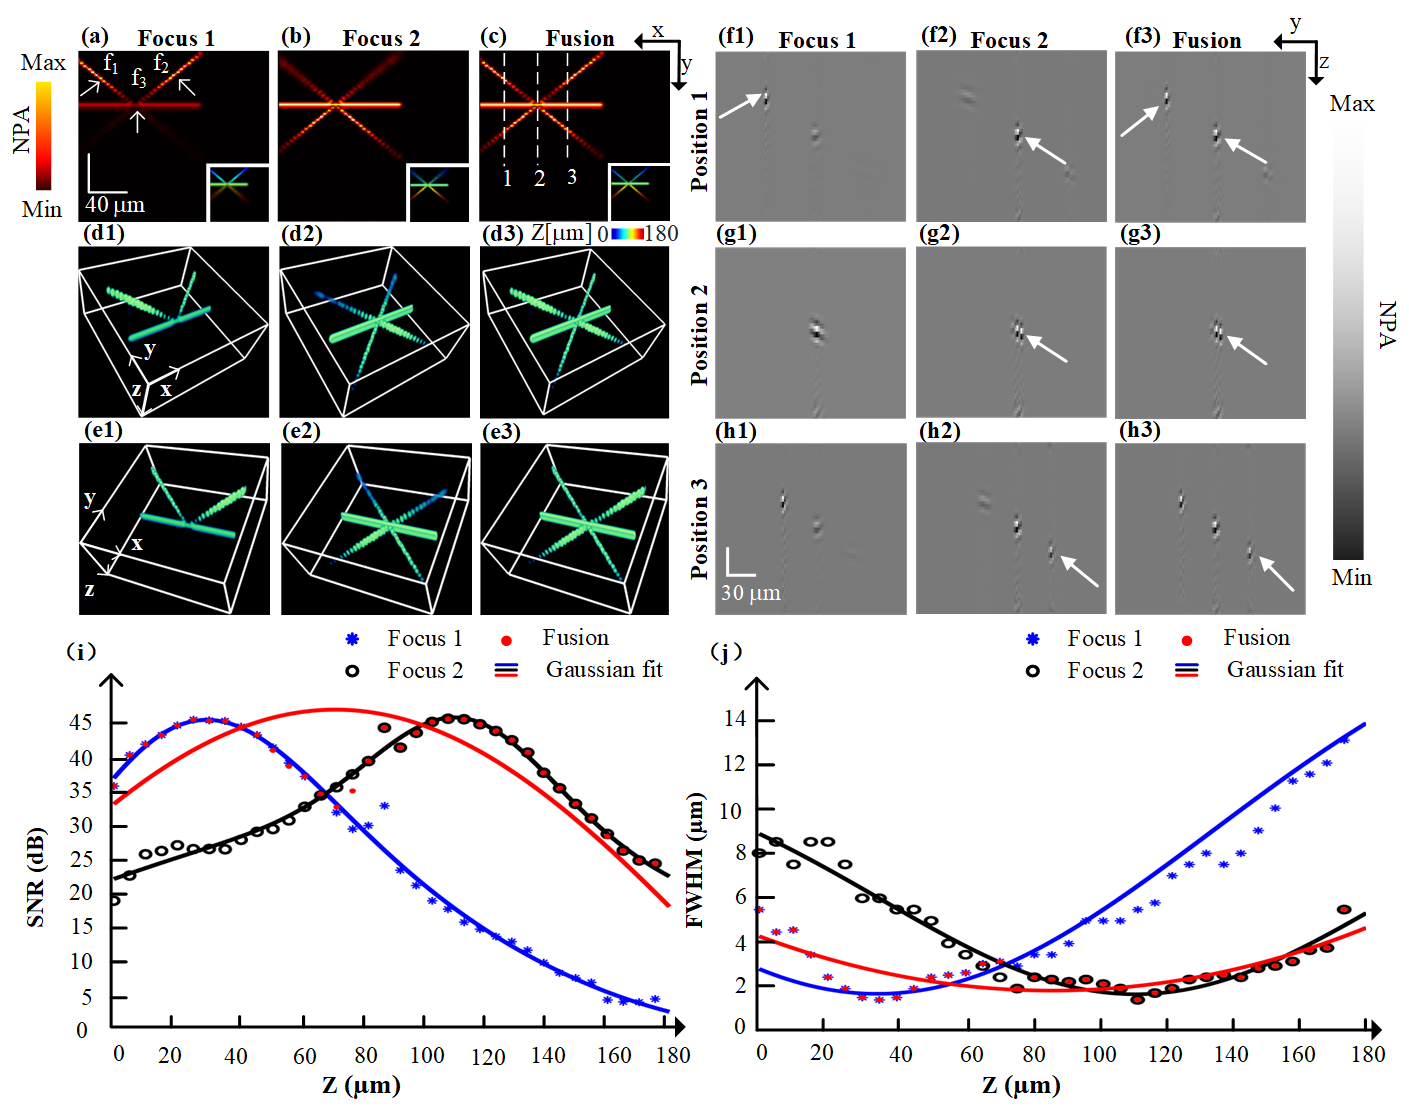 (a) Focus 1 (b) Focus 2 (c) Fusion x y
Max NPA Min
f1 f3 f2
40 μm
1 2 3
(d1) (d2) (d3) Z[μm] 0 180
y z x
(e1) (e2) (e3)
y x z
(f1) Focus 1 (f2) Focus 2 (f3) Fusion y z
Position 1
(g1) (g2) (g3)
Position 2
(h1) (h2) (h3)
Position 3
30 μm
Max NPA Min
(i)
Focus 1 Fusion
Focus 2 Gaussian fit
SNR (dB)
45
40
35
30
25
20
15
10
5
0
0 20 40 60 80 100 120 140 160 180
Z (μm)
(j)
Focus 1 Fusion
Focus 2 Gaussian fit
FWHM (μm)
14
12
10
8
6
4
2
0
0 20 40 60 80 100 120 140 160 180
Z (μm)